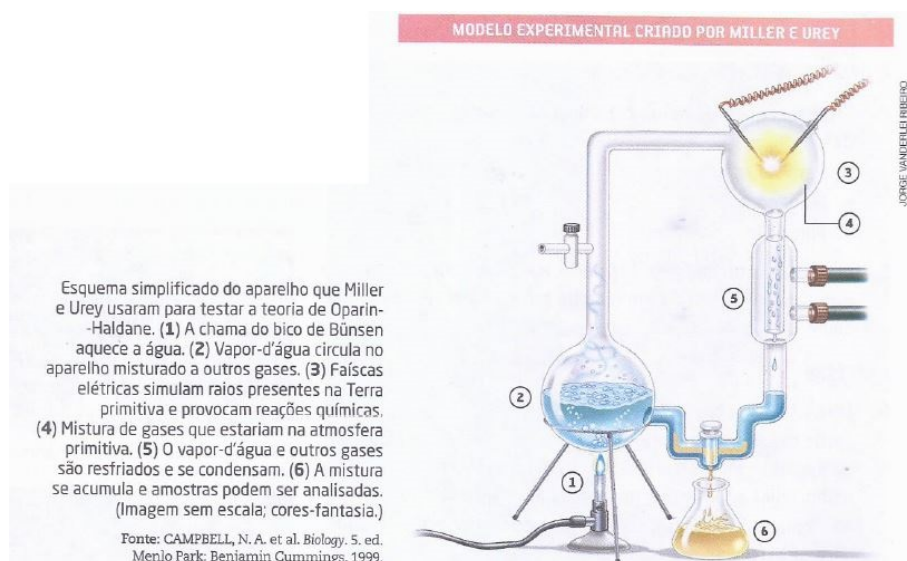 MODELO EXPERIMENTAL CRIADO POR MILLER E UREY
JORGE VANDERLEI RIBEIRO
Esquema simplificado do aparelho que Miller
e Urey usaram para testar a teoria de Oparin-
-Haldane. (1) A chama do bico de Bünsen
aquece a água. (2) Vapor-d'água circula no
aparelho misturado a outros gases. (3) Faíscas
elétricas simulam raios presentes na Terra
primitiva e provocam reações químicas.
(4) Mistura de gases que estariam na atmosfera
primitiva. (5) O vapor-d'água e outros gases
são resfriados e se condensam. (6) A mistura
se acumula e amostras podem ser analisadas.
(Imagem sem escala; cores-fantasia.)
Fonte: CAMPBELL, N. A. et al. Biology. 5. ed.
Menlo Park: Benjamin Cummings, 1999.
3
4
5
2
1
6